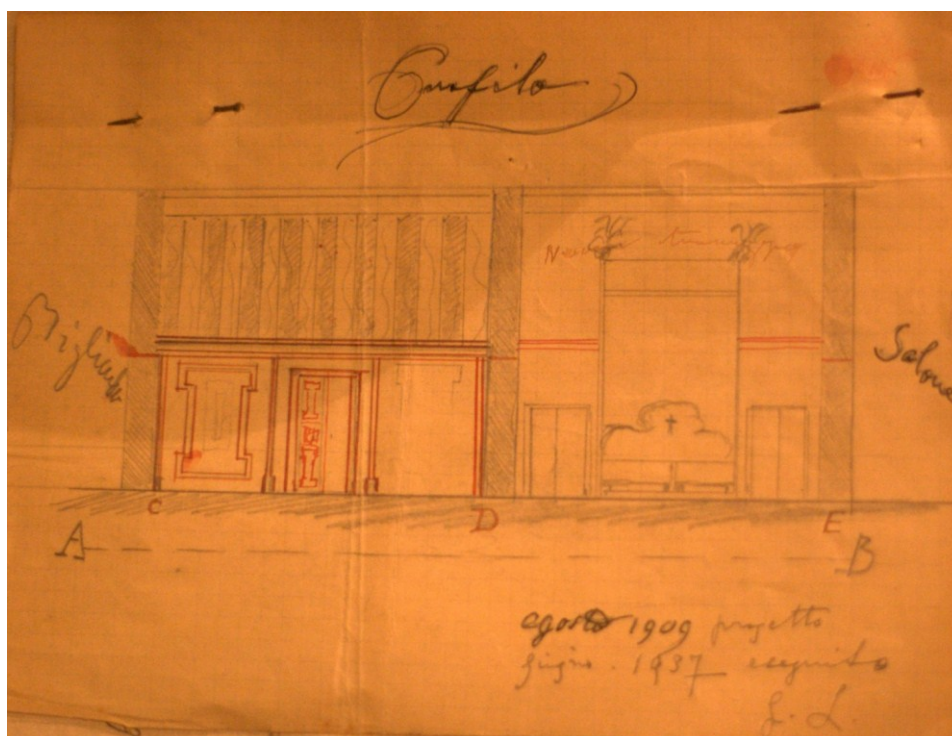 Profilo
Salone
C D E
A B
agosto 1909 progetto
giugno. 1937 eseguito
G. L.